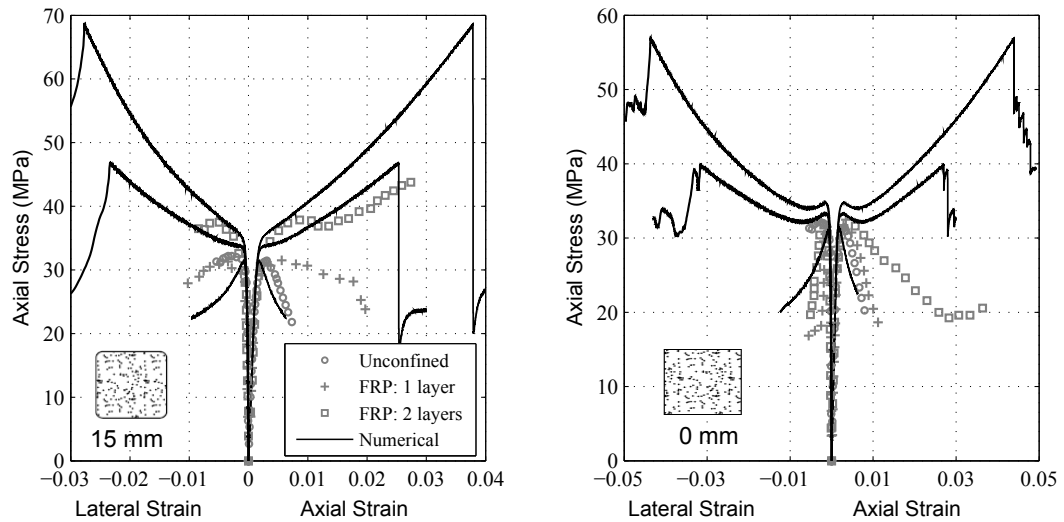 70
60
50
40
30
20
10
0
Axial Stress (MPa)
−0.03 −0.02 −0.01 0 0.01 0.02 0.03 0.04
Lateral Strain Axial Strain
15 mm
Unconfined
FRP: 1 layer
FRP: 2 layers
Numerical
60
50
40
30
20
10
0
Axial Stress (MPa)
−0.05 −0.03 −0.01 0.01 0.03 0.05
Lateral Strain Axial Strain
0 mm